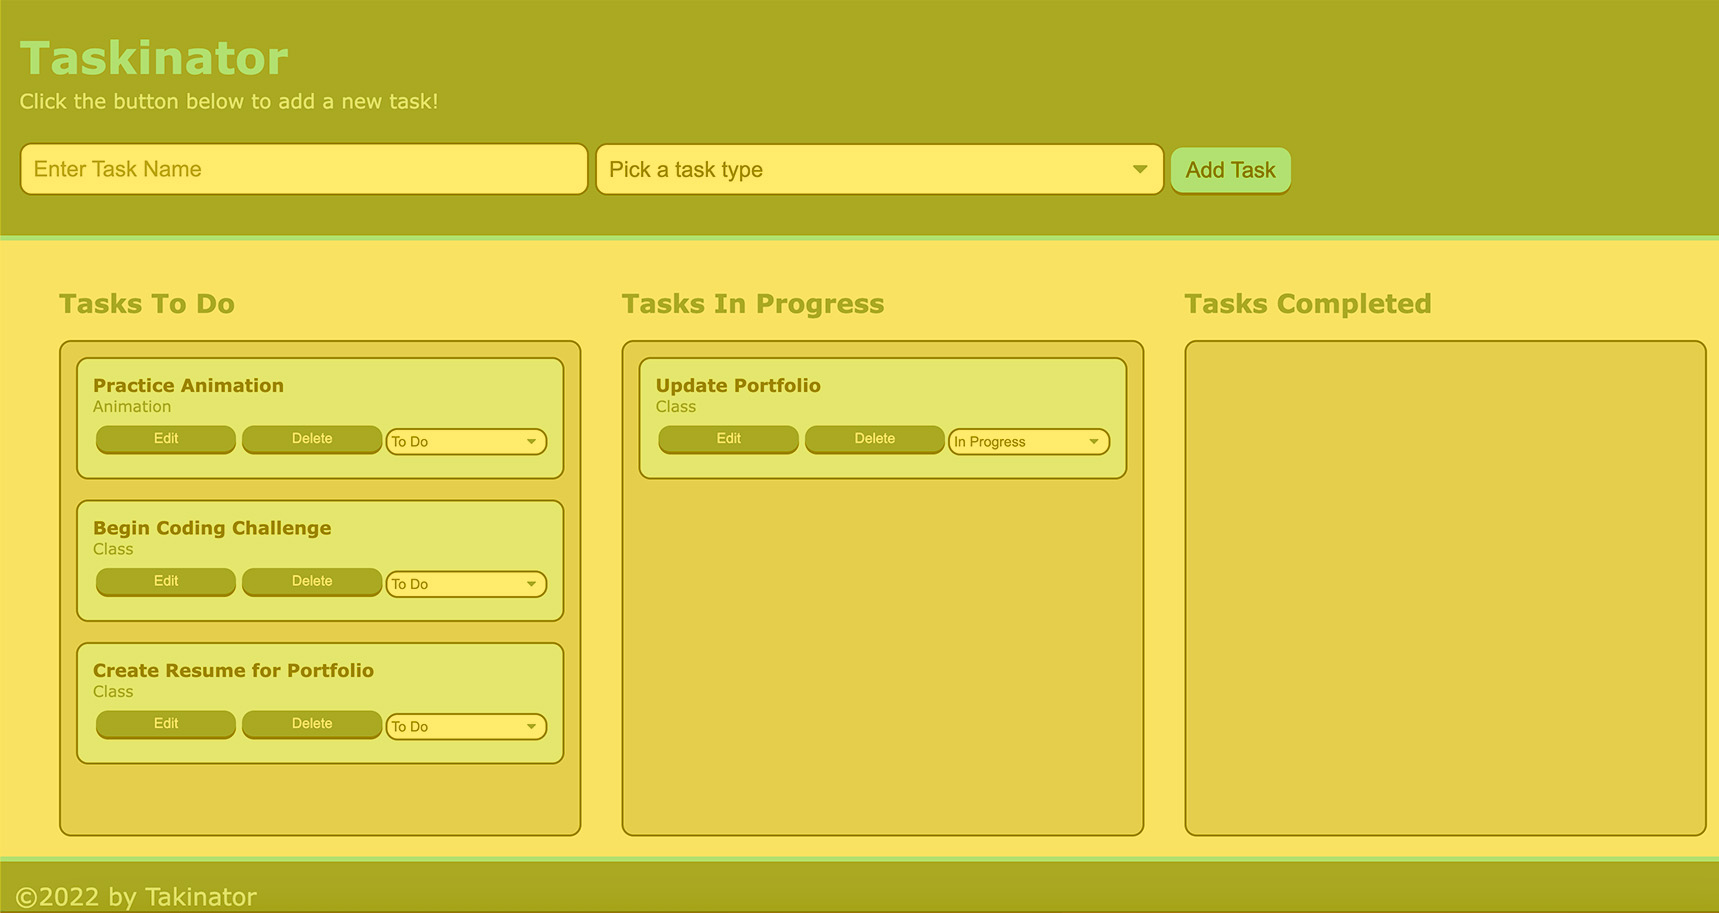 Taskinator
Click the button below to add a new task!
Enter Task Name
Pick a task type
Add Task
Tasks To Do
Practice Animation
Animation
Edit Delete To Do
Begin Coding Challenge
Class
Edit Delete To Do
Create Resume for Portfolio
Class
Edit Delete To Do
Tasks In Progress
Update Portfolio
Class
Edit Delete In Progress
Tasks Completed
©2022 by Takinator